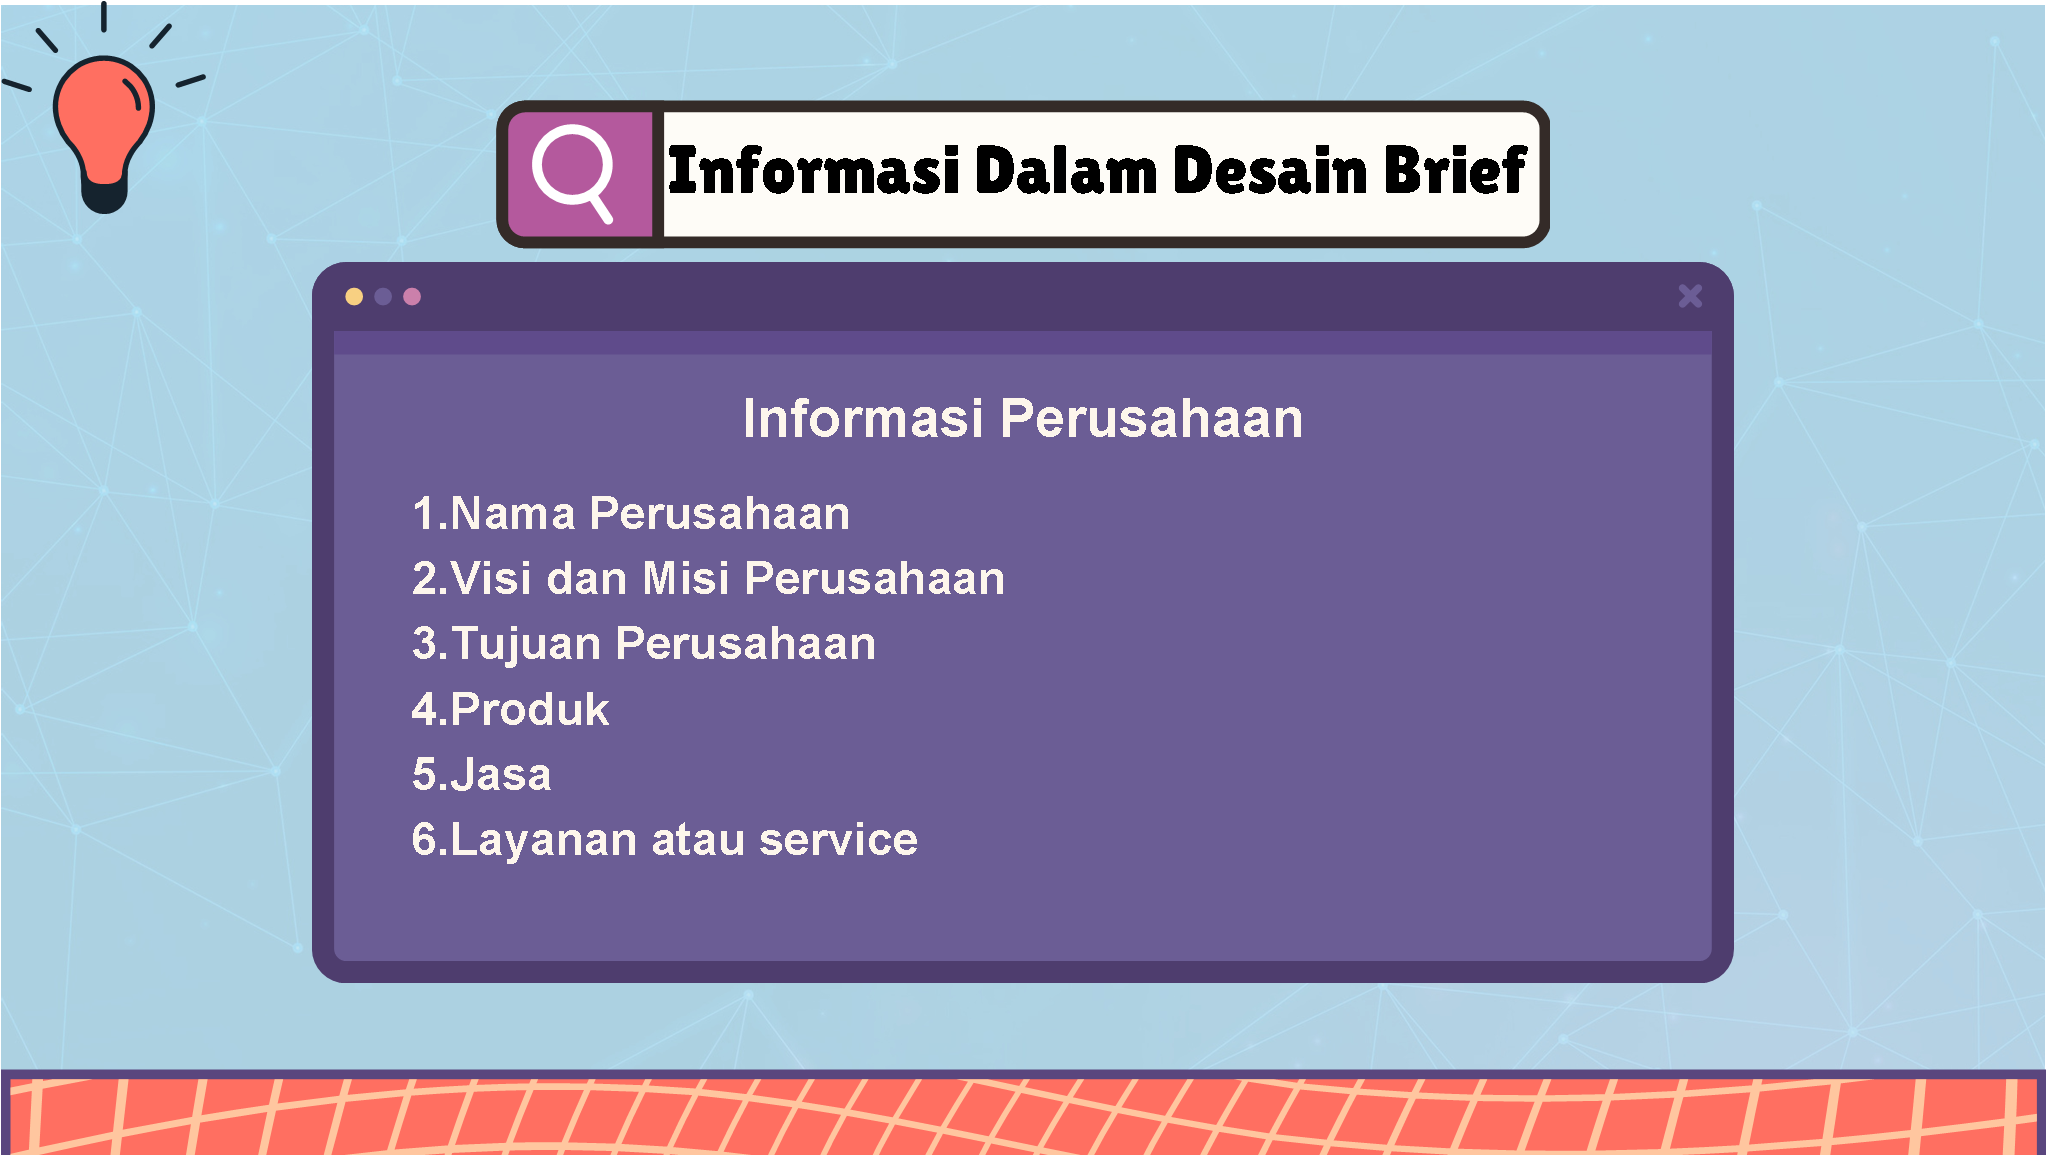 Informasi Dalam Desain Brief
Informasi Perusahaan
1.Nama Perusahaan
2.Visi dan Misi Perusahaan
3.Tujuan Perusahaan
4.Produk
5.Jasa
6.Layanan atau service